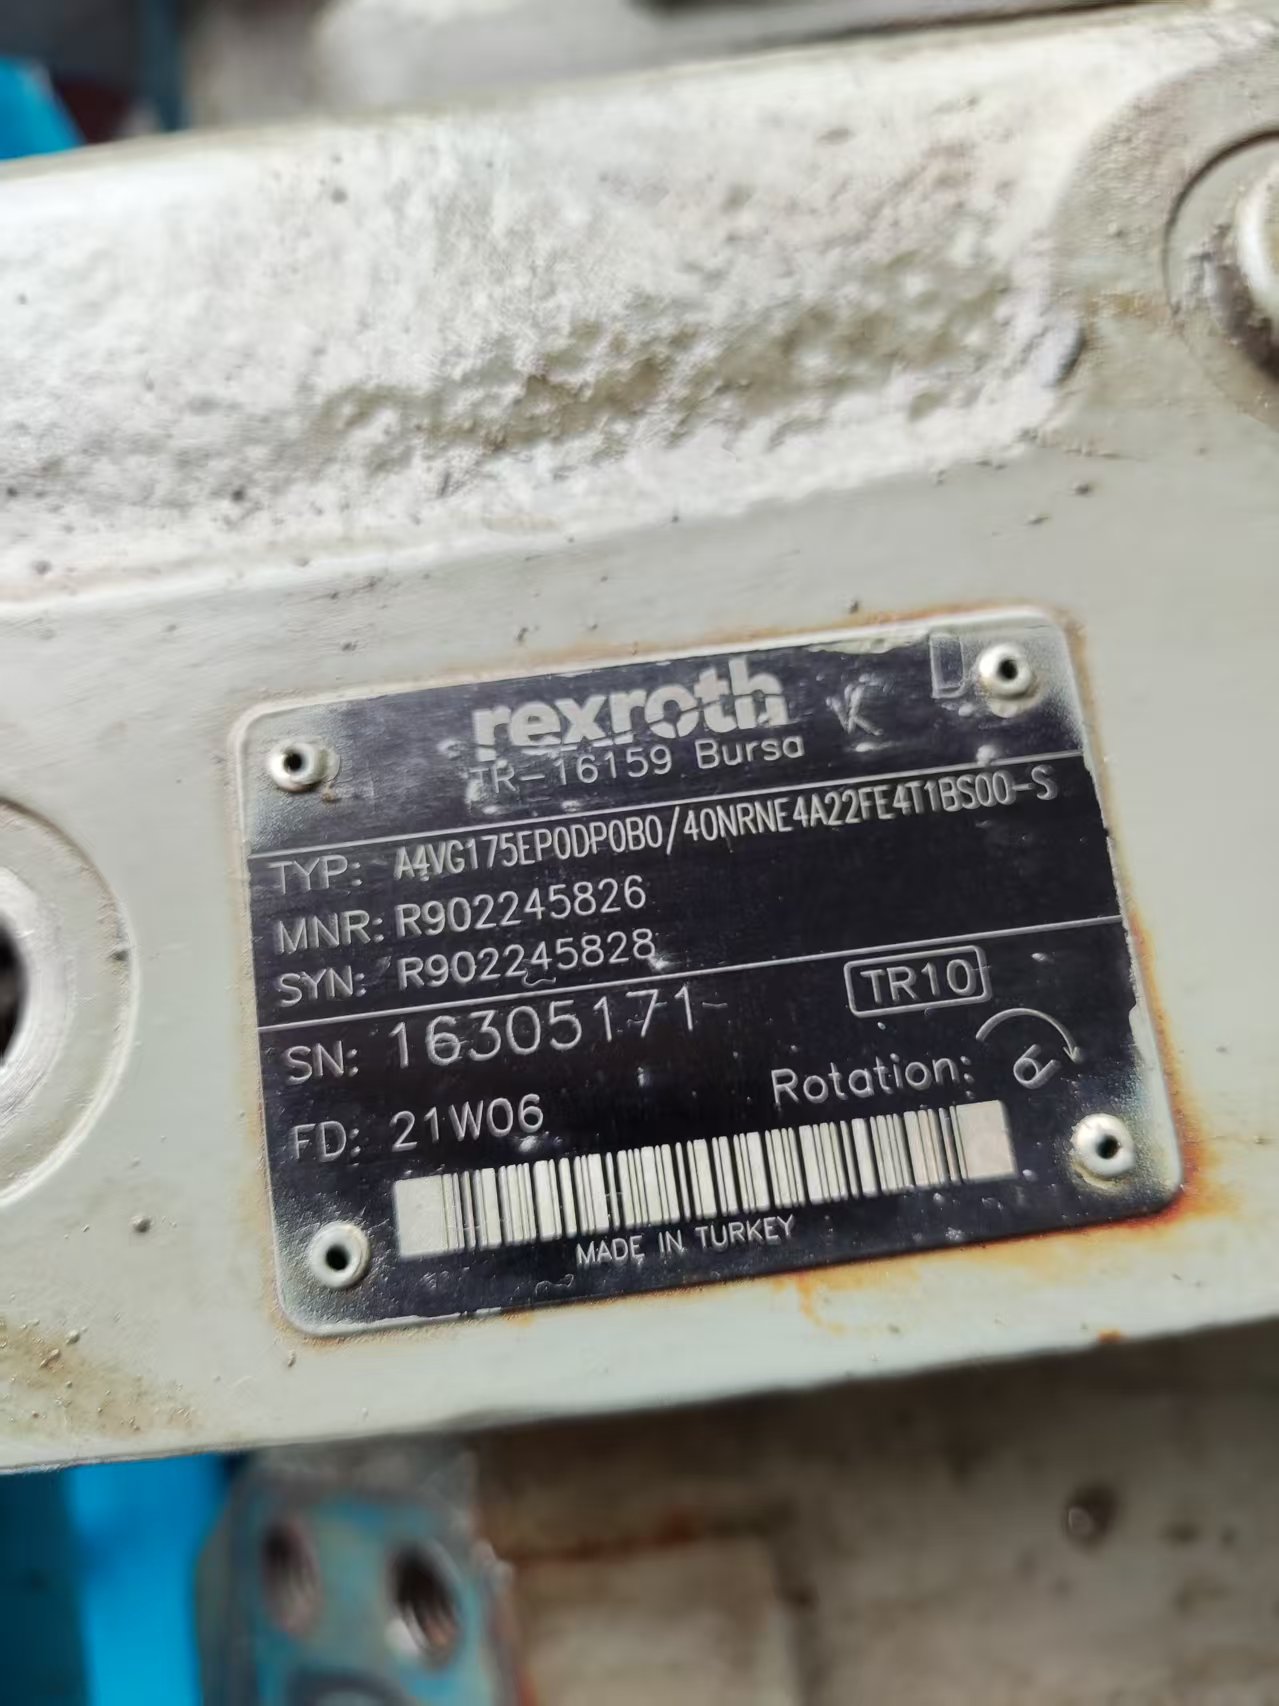 K D
rexroth
TR-16159 Bursa
TYP: A4VG175EP0DP0B0/40NRNE4A22FE4T1BS00-S
MNR: R902245826
SYN: R902245828
SN: 16305171
TR10
FD: 21W06
Rotation: R
MADE IN TURKEY